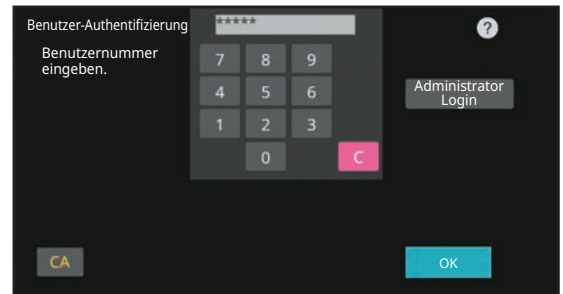 Benutzer-Authentifizierung
*****
?
Benutzernummer
eingeben.
7 8 9
4 5 6
1 2 3
0 C
Administrator
Login
CA
OK